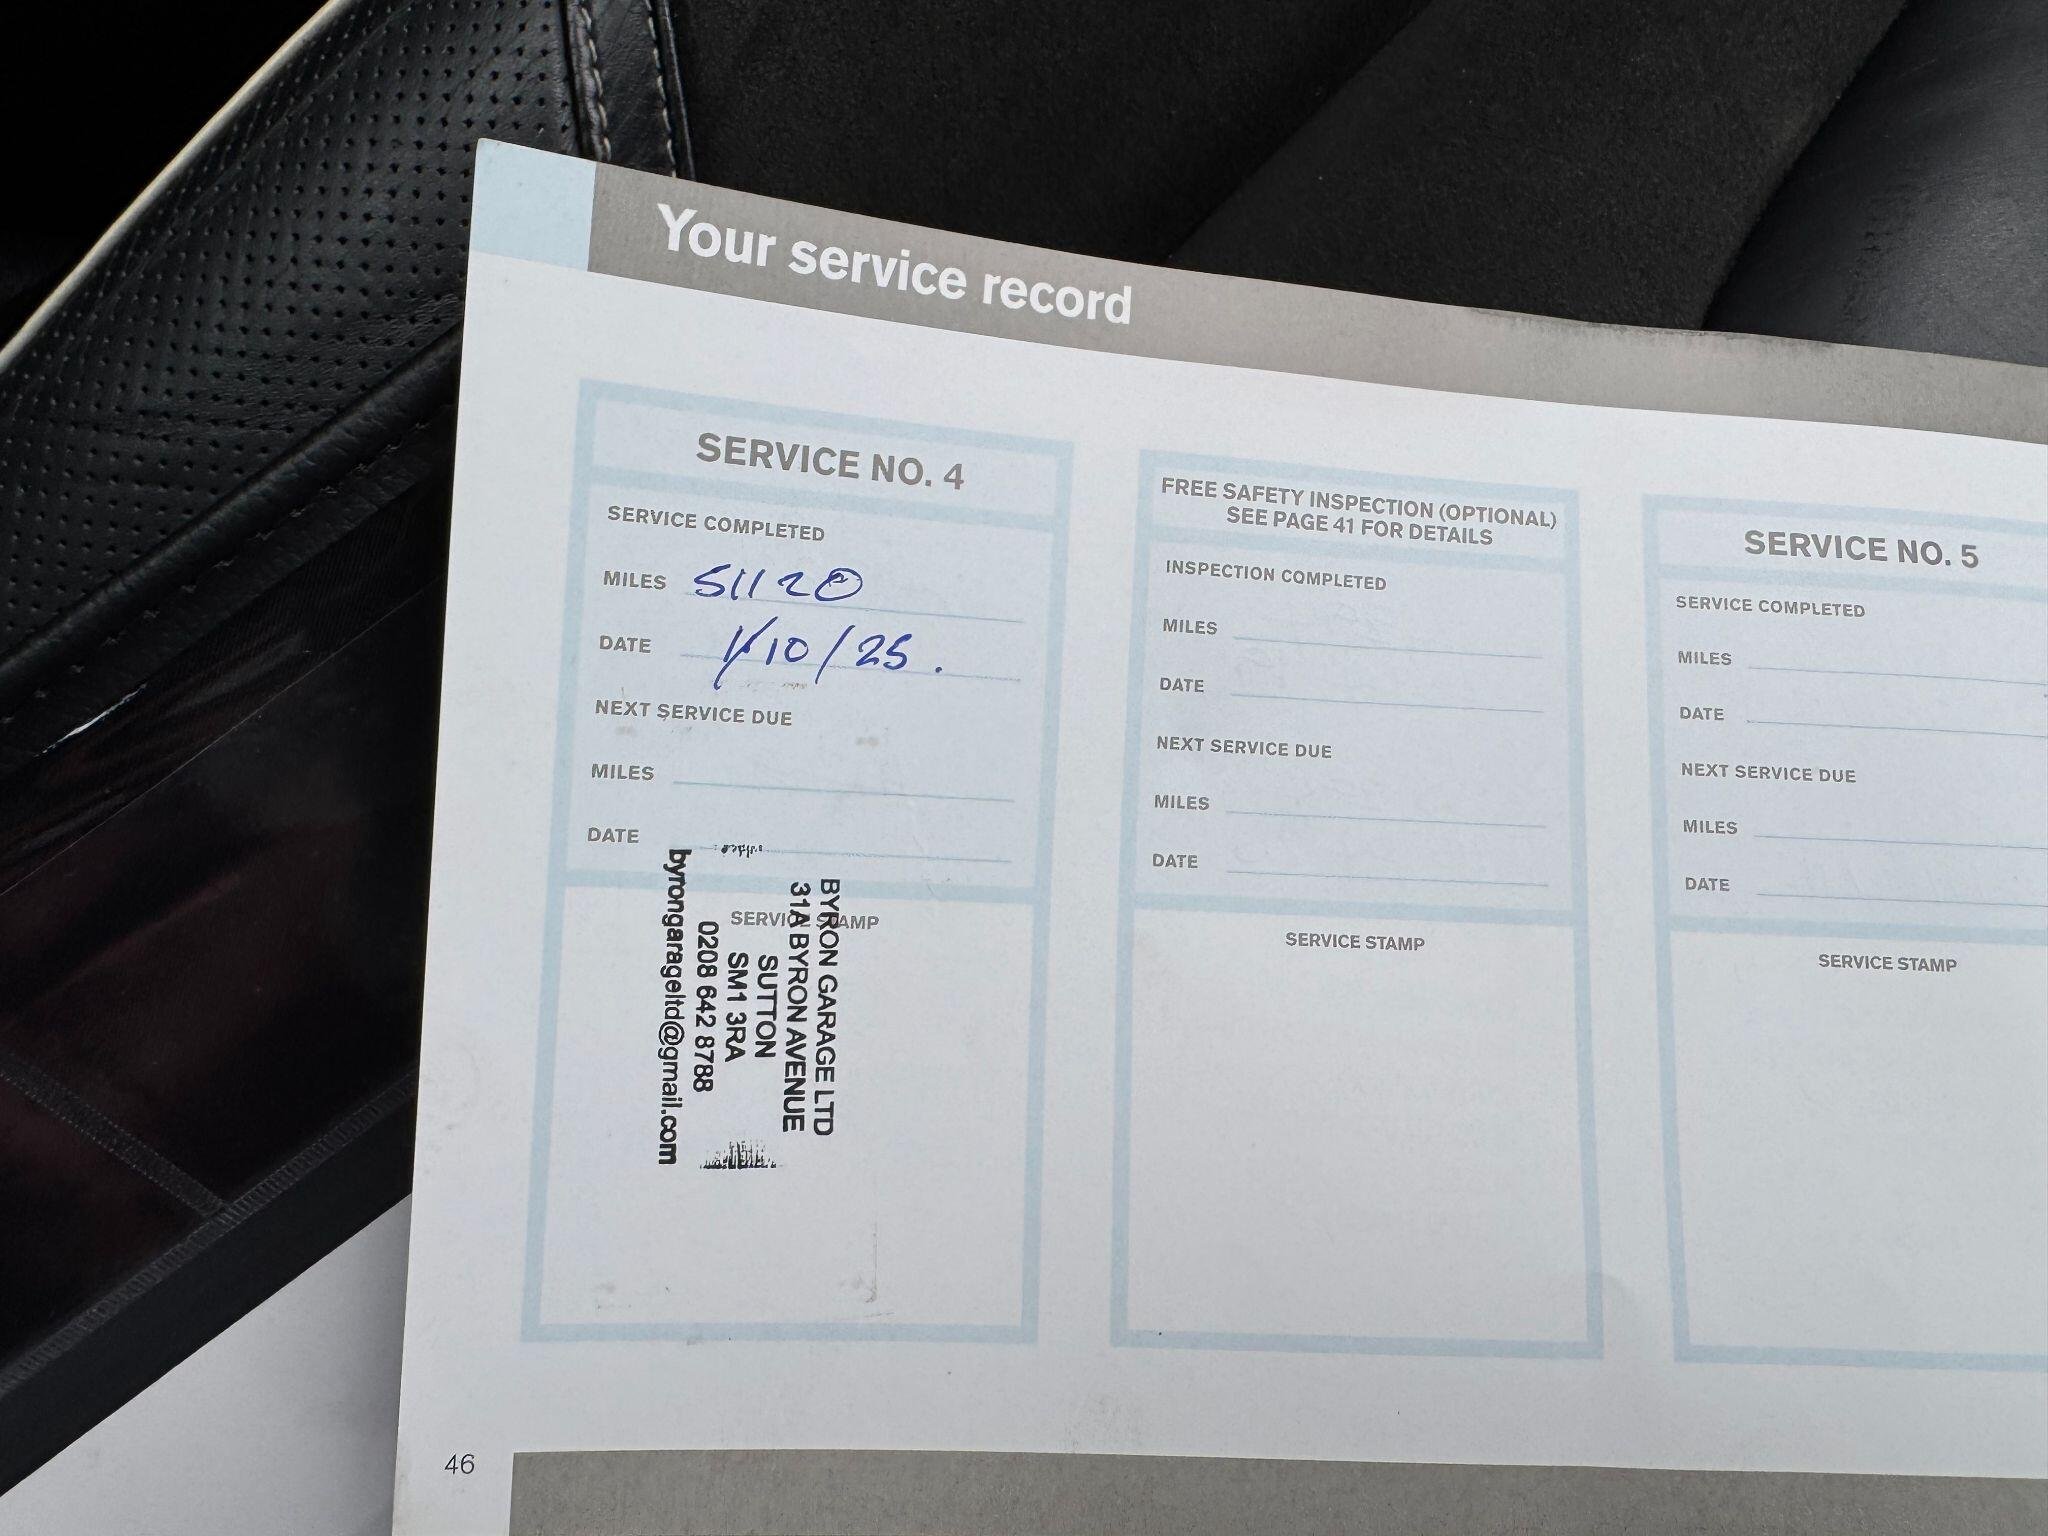 Your service record
SERVICE NO. 4
SERVICE COMPLETED
MILES 51120
DATE 1/10/25.
NEXT SERVICE DUE
MILES
DATE
SERVICE STAMP
BYRON GARAGE LTD
31A BYRON AVENUE
SUTTON
SM1 3RA
0208 642 8788
byrongarageltd@gmail.com
FREE SAFETY INSPECTION (OPTIONAL)
SEE PAGE 41 FOR DETAILS
INSPECTION COMPLETED
MILES
DATE
NEXT SERVICE DUE
MILES
DATE
SERVICE STAMP
SERVICE NO. 5
SERVICE COMPLETED
MILES
DATE
NEXT SERVICE DUE
MILES
DATE
SERVICE STAMP
46